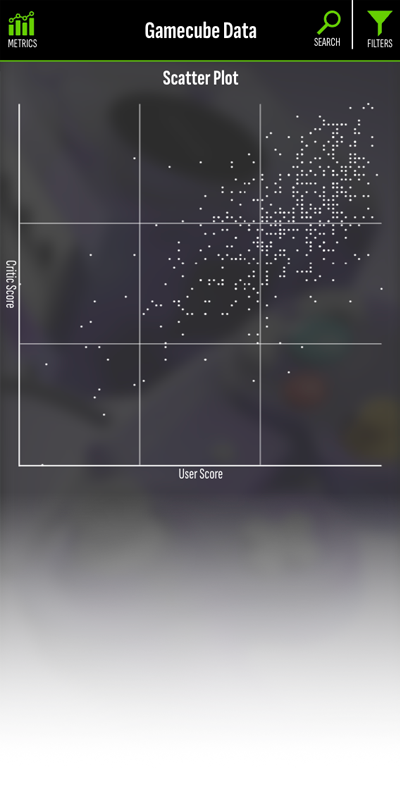 Gamecube Data
METRICS
SEARCH
FILTERS
Scatter Plot
Critic Score
User Score